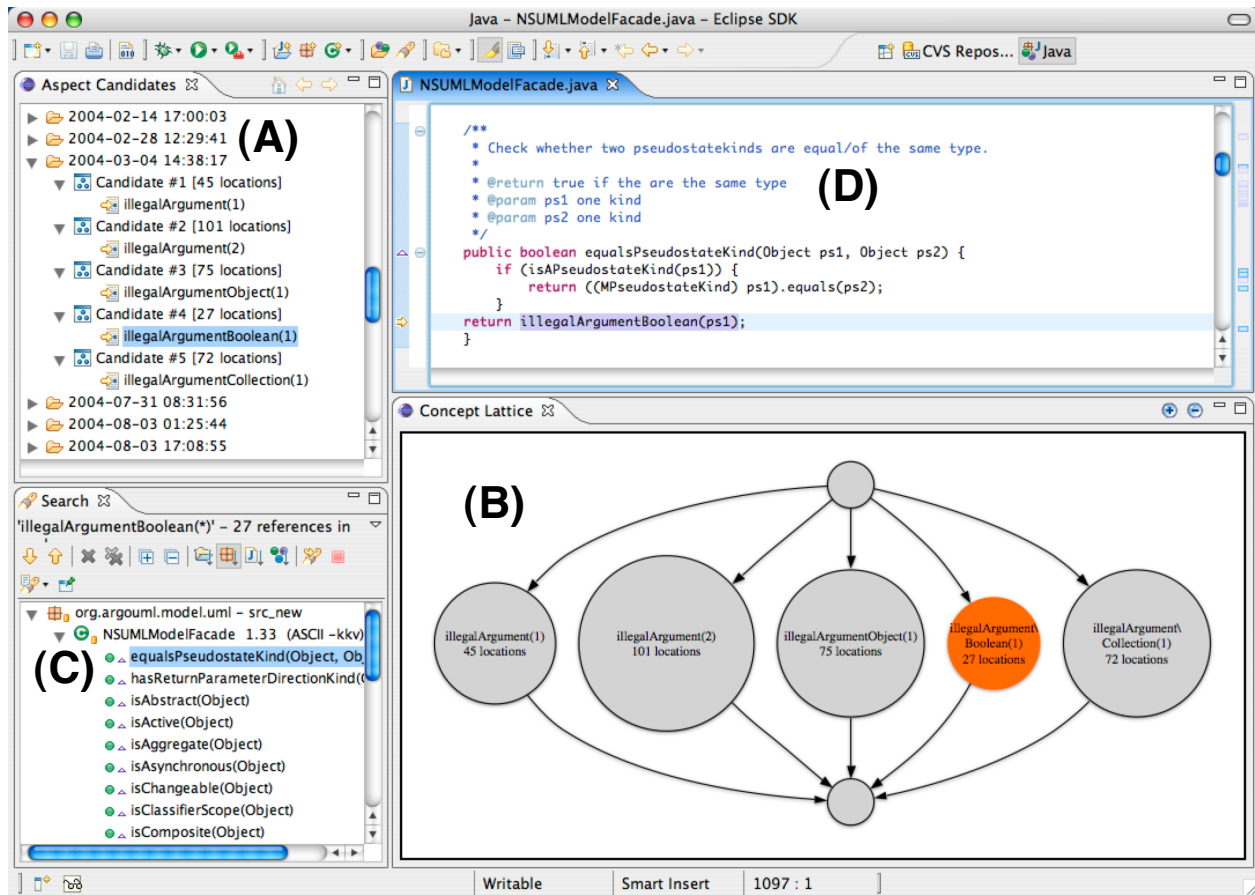 Java – NSUMLModelFacade.java – Eclipse SDK
010
CVS
CVS Repos...
Java
Aspect Candidates
2004-02-14 17:00:03
2004-02-28 12:29:41
(A)
2004-03-04 14:38:17
Candidate #1 [45 locations]
illegalArgument(1)
Candidate #2 [101 locations]
illegalArgument(2)
Candidate #3 [75 locations]
illegalArgumentObject(1)
Candidate #4 [27 locations]
illegalArgumentBoolean(1)
Candidate #5 [72 locations]
illegalArgumentCollection(1)
2004-07-31 08:31:56
2004-08-03 01:25:44
2004-08-03 17:08:55
NSUMLModelFacade.java
/**
* Check whether two pseudostatekinds are equal/of the same type.
*
* @return true if the are the same type
* @param ps1 one kind
* @param ps2 one kind
*/
(D)
public boolean equalsPseudostateKind(Object ps1, Object ps2) {
if (isAPseudostateKind(ps1)) {
return ((MPseudostateKind) ps1).equals(ps2);
}
return illegalArgumentBoolean(ps1);
}
Search
'illegalArgumentBoolean(*)' – 27 references in
org.argouml.model.uml – src_new
NSUMLModelFacade 1.33 (ASCII –kkv)
(C)
equalsPseudostateKind(Object, Ob
hasReturnParameterDirectionKind(
isAbstract(Object)
isActive(Object)
isAggregate(Object)
isAsynchronous(Object)
isChangeable(Object)
isClassifierScope(Object)
isComposite(Object)
Concept Lattice
(B)
illegalArgument(1)
45 locations
illegalArgument(2)
101 locations
illegalArgumentObject(1)
75 locations
illegalArgument\
Boolean(1)
27 locations
illegalArgument\
Collection(1)
72 locations
Writable
Smart Insert
1097 : 1